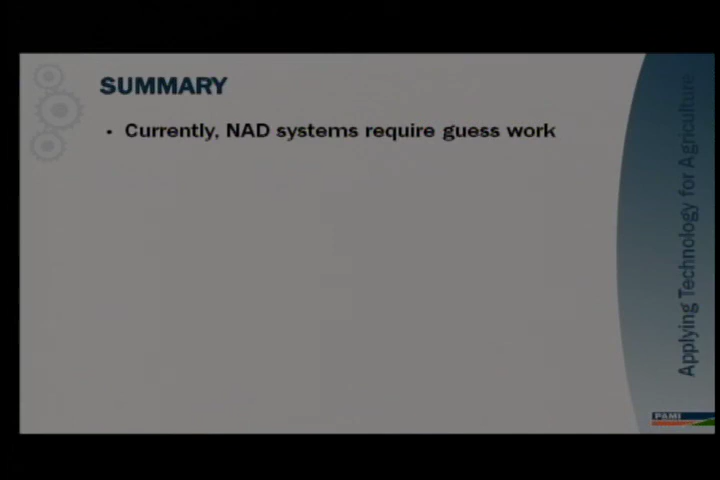 SUMMARY
• Currently, NAD systems require guess work
Applying Technology for Agriculture
PAMI